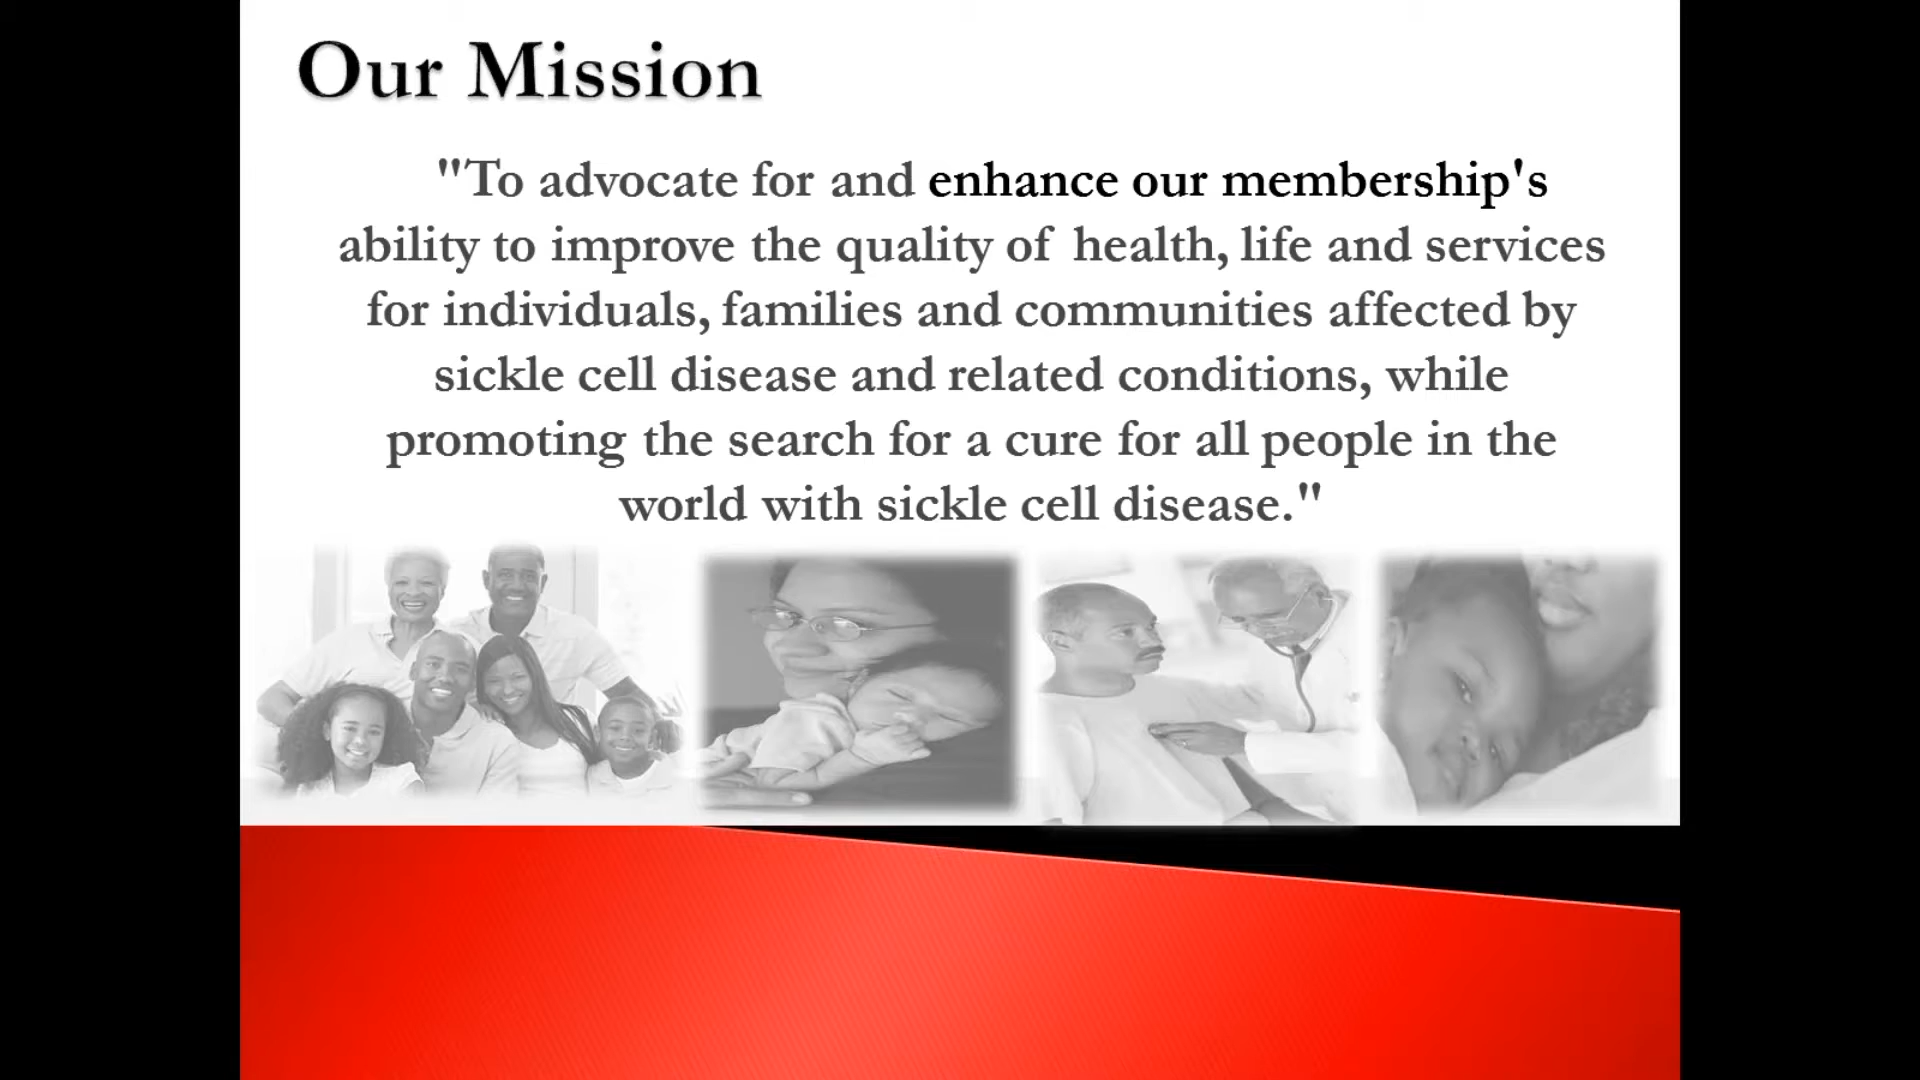 Our Mission
"To advocate for and enhance our membership's
ability to improve the quality of health, life and services
for individuals, families and communities affected by
sickle cell disease and related conditions, while
promoting the search for a cure for all people in the
world with sickle cell disease."